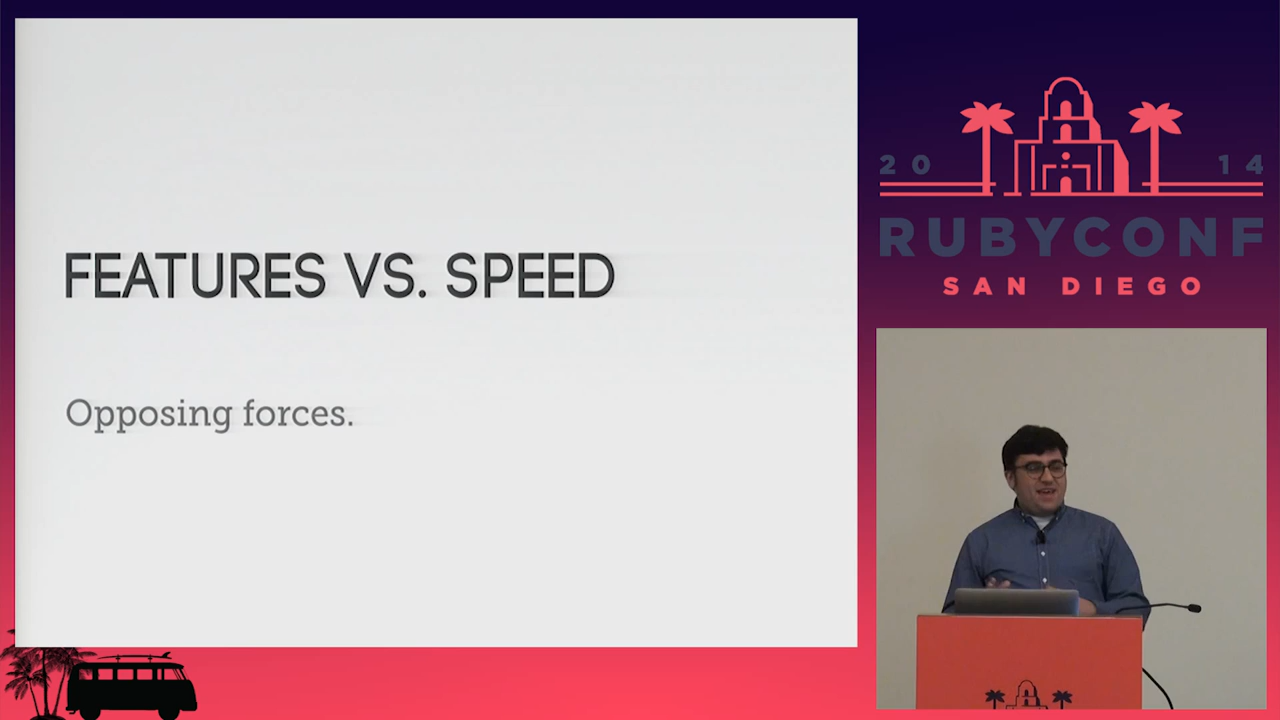 FEATURES VS. SPEED
Opposing forces.
20 14
RUBYCONF
SAN DIEGO